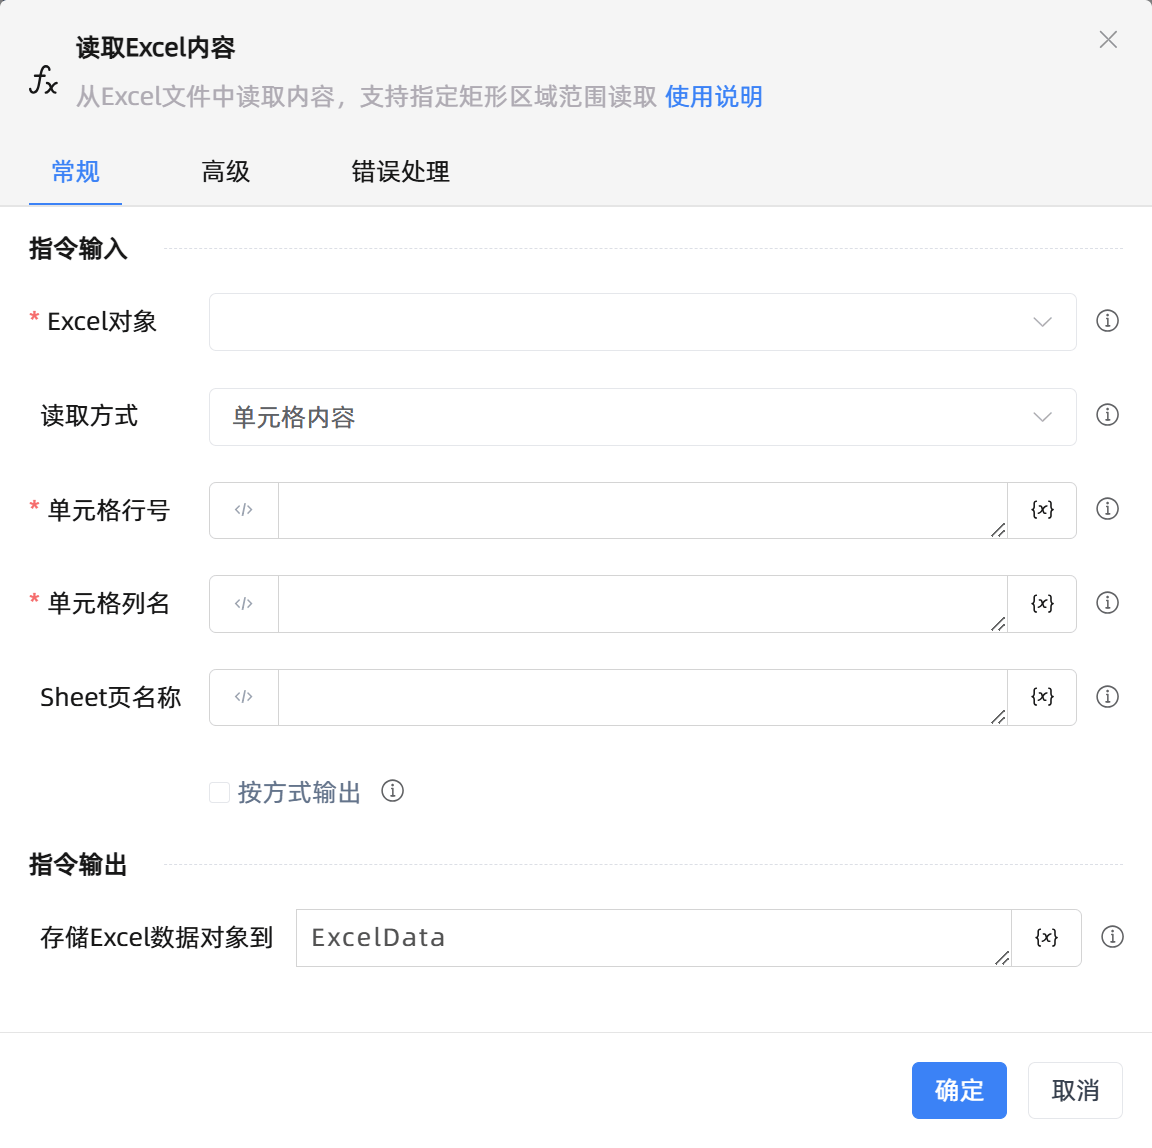 读取Excel内容
从Excel文件中读取内容，支持指定矩形区域范围读取 使用说明
常规 高级 错误处理
指令输入
* Excel对象
读取方式 单元格内容
* 单元格行号 </> {x}
* 单元格列名 </> {x}
Sheet页名称 </> {x}
按方式输出
指令输出
存储Excel数据对象到 ExcelData {x}
确定 取消